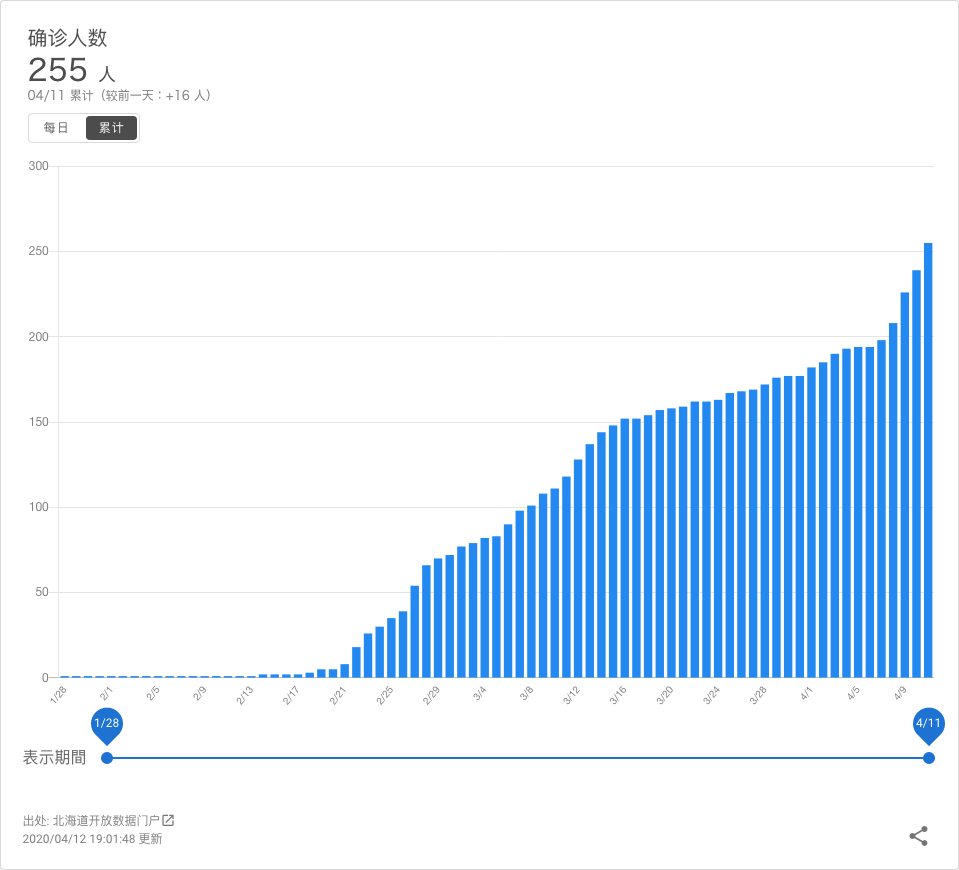 确诊人数
255 人
04/11 累计（较前一天：+16 人）
每日 累计
300
250
200
150
100
50
0
1/28 2/1 2/5 2/9 2/13 2/17 2/21 2/25 2/29 3/4 3/8 3/12 3/16 3/20 3/24 3/28 4/1 4/5 4/9
1/28 4/11
表示期間
出处: 北海道开放数据门户
2020/04/12 19:01:48 更新